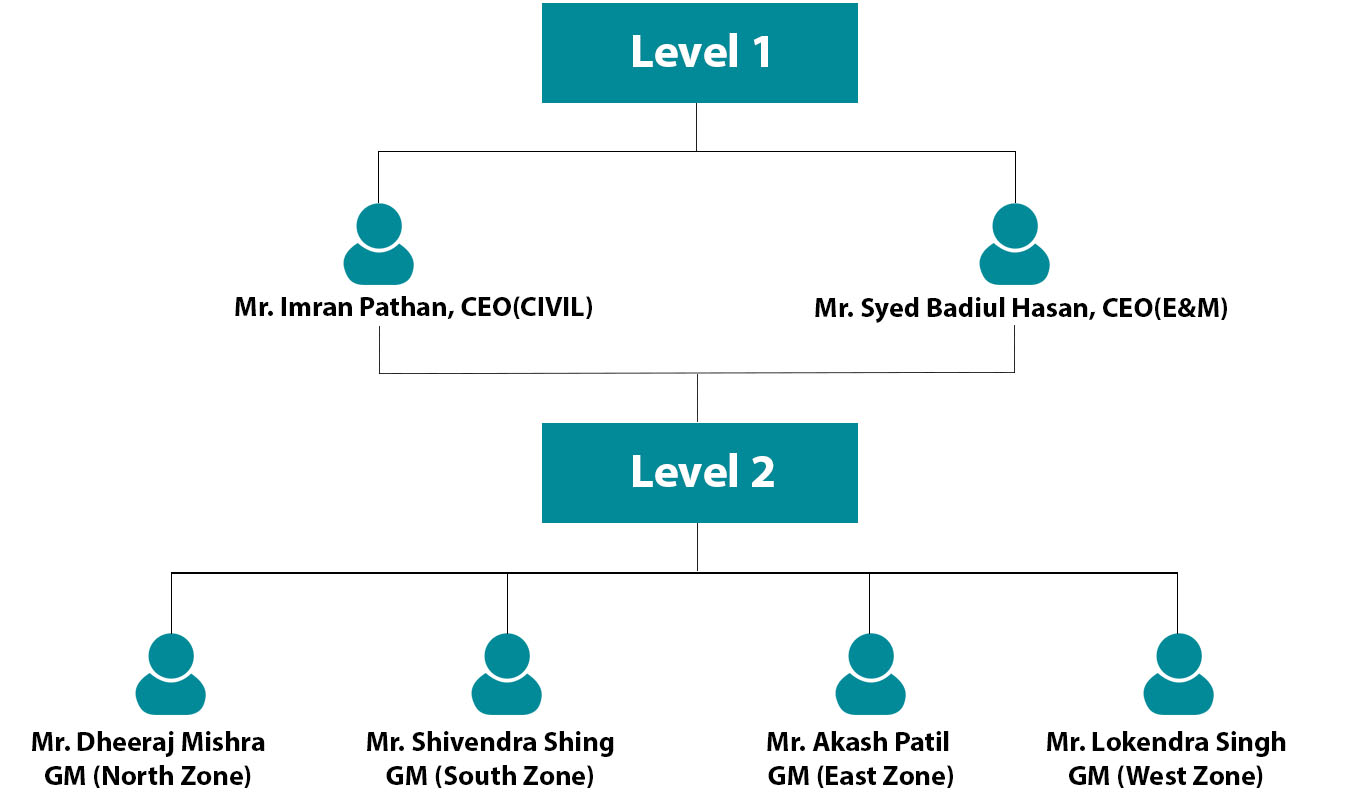 Level 1
Mr. Imran Pathan, CEO(CIVIL)
Mr. Syed Badiul Hasan, CEO(E&M)
Level 2
Mr. Dheeraj Mishra
GM (North Zone)
Mr. Shivendra Shing
GM (South Zone)
Mr. Akash Patil
GM (East Zone)
Mr. Lokendra Singh
GM (West Zone)